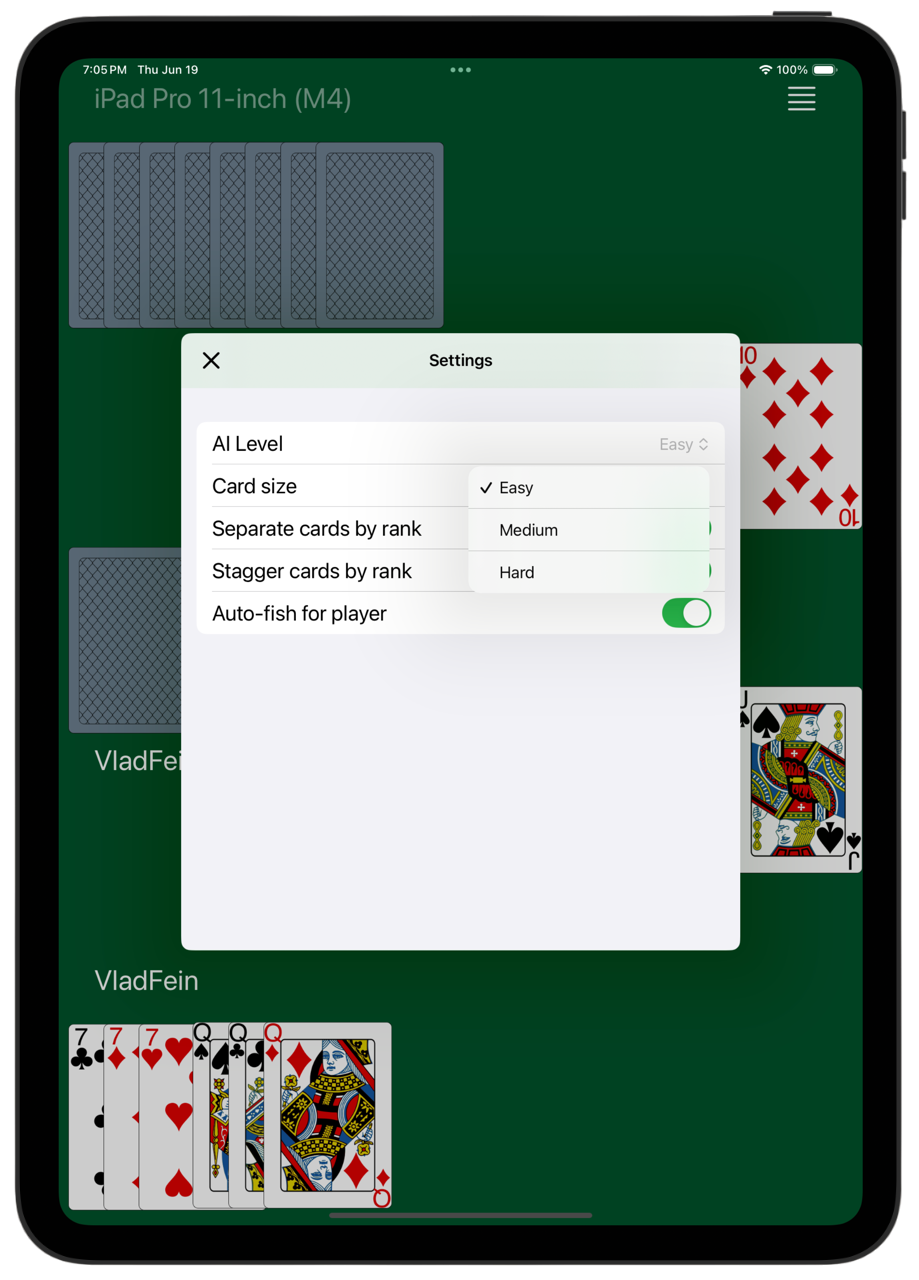 7:05 PM Thu Jun 19 100%
iPad Pro 11-inch (M4)
Settings
10
AI Level Easy
Card size
Easy
Separate cards by rank
Medium
10
Stagger cards by rank
Hard
Auto-fish for player
J
VladFei
J
VladFein
7 7 7 Q Q Q
Q